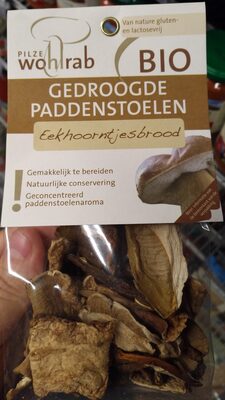 PILZE
wohlrab
Van nature gluten-
en lactosevrij
BIO
GEDROOGDE
PADDENSTOELEN
Eekhoorntjesbrood
! Gemakkelijk te bereiden
Natuurlijke conservering
Geconcentreerd
paddenstoelenaroma